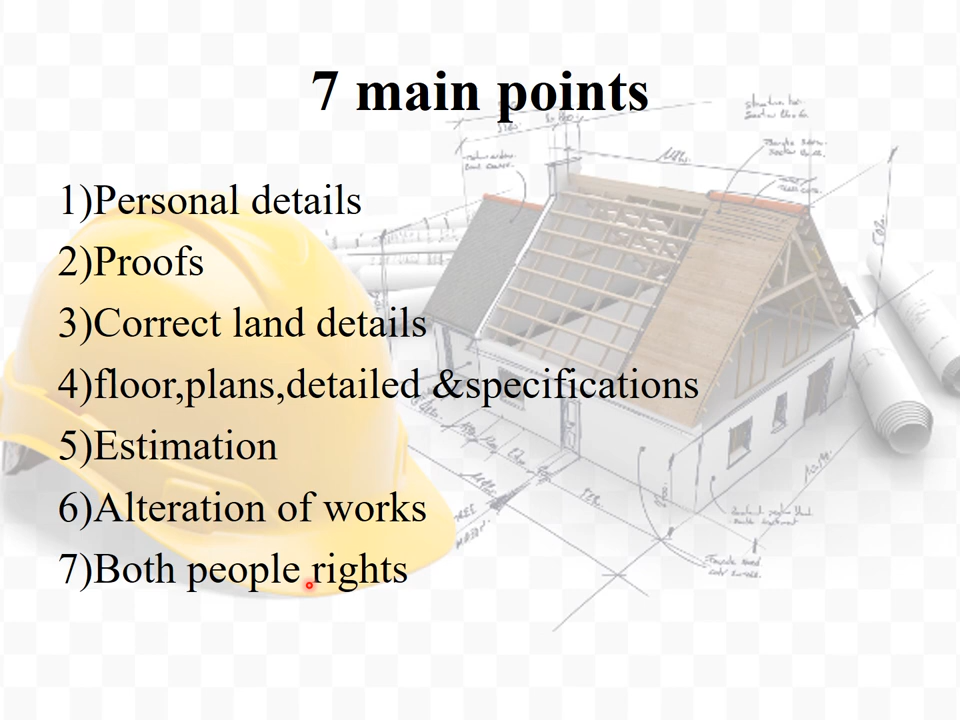 7 main points
1)Personal details
2)Proofs
3)Correct land details
4)floor,plans,detailed &specifications
5)Estimation
6)Alteration of works
7)Both people rights